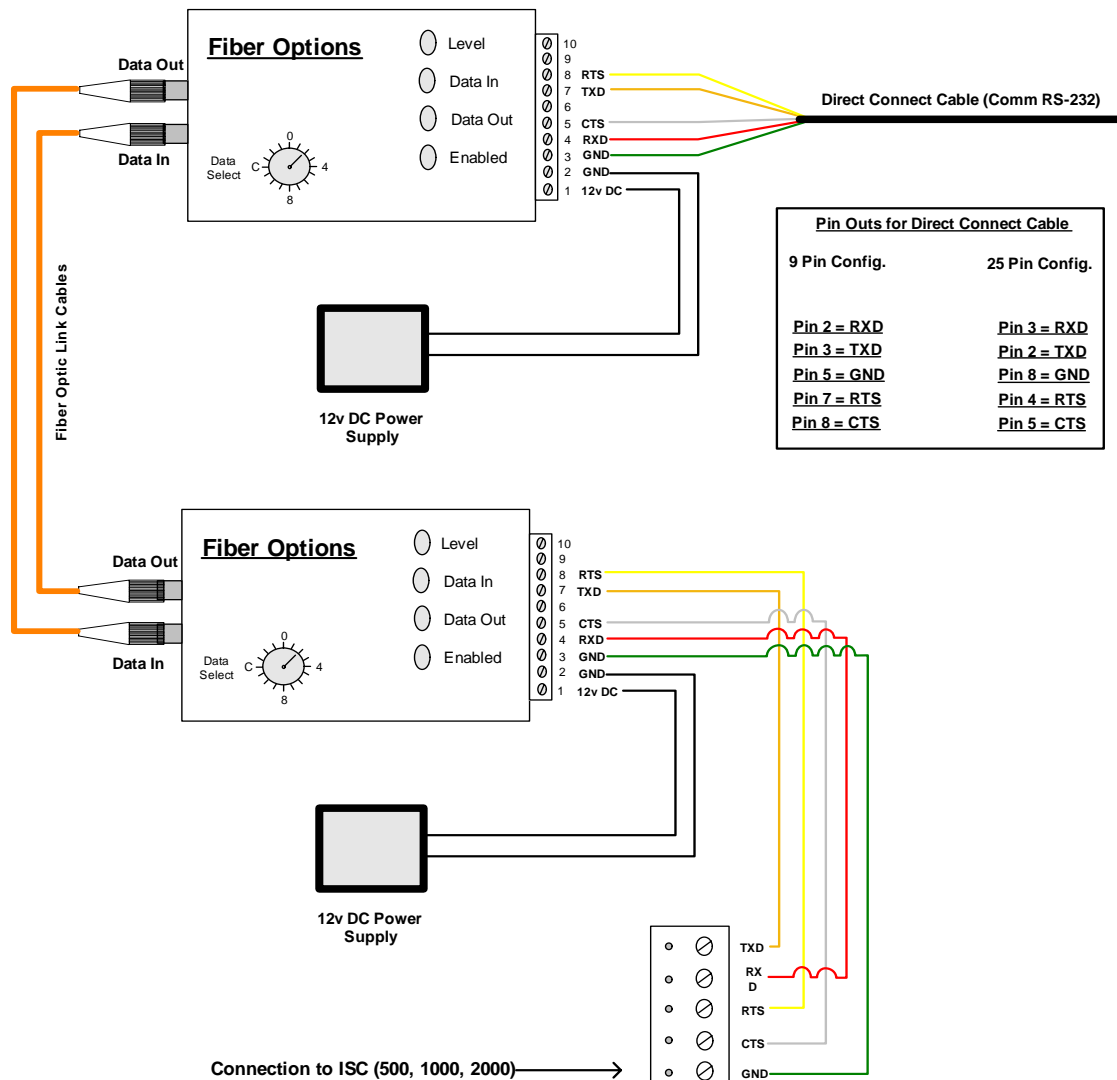 Fiber Options
Data Out
Data In
Level
Data In
Data Out
Enabled
Data Select
0
4
8
C
10
9
8 RTS
7 TXD
6
5 CTS
4 RXD
3 GND
2 GND
1 12v DC
Direct Connect Cable (Comm RS-232)
Pin Outs for Direct Connect Cable
9 Pin Config. 25 Pin Config.
Pin 2 = RXD Pin 3 = RXD
Pin 3 = TXD Pin 2 = TXD
Pin 5 = GND Pin 8 = GND
Pin 7 = RTS Pin 4 = RTS
Pin 8 = CTS Pin 5 = CTS
Fiber Optic Link Cables
12v DC Power
Supply
Fiber Options
Data Out
Data In
Level
Data In
Data Out
Enabled
Data
Select
0
4
8
C
10
9
8 RTS
7 TXD
6
5 CTS
4 RXD
3 GND
2 GND
1 12v DC
12v DC Power
Supply
TXD
RX
D
RTS
CTS
GND
Connection to ISC (500, 1000, 2000)